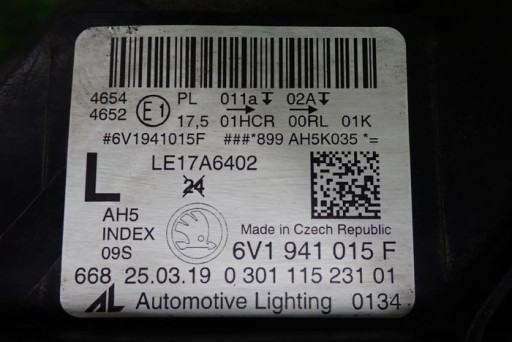 4654 E1 PL 011a 02A
4652 17,5 01HCR 00RL 01K
#6V1941015F ###*899 AH5K035 *=
LE17A6402
24
L
AH5
INDEX
09S
Made in Czech Republic
6V1 941 015 F
668 25.03.19 0 301 115 231 01
AL Automotive Lighting 0134